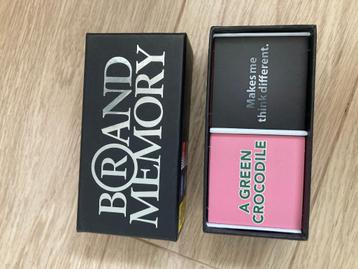 BⓇAND
MEMORY
Makes me
think different.
A GREEN
CROCODILE